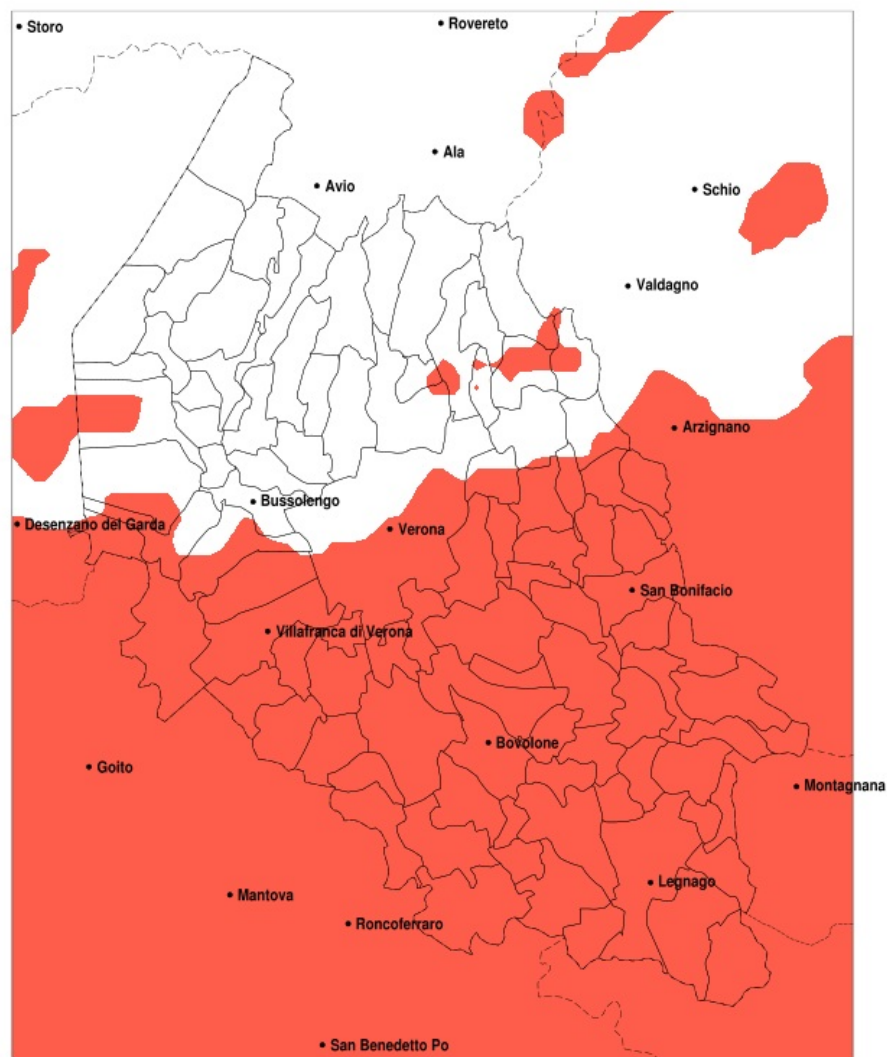 Storo
Rovereto
Ala
Avio
Schio
Valdagno
Arzignano
Bussolengo
Desenzano del Garda
Verona
San Bonifacio
Villafranca di Verona
Bovolone
Goito
Montagnana
Legnago
Mantova
Roncoferraro
San Benedetto Po